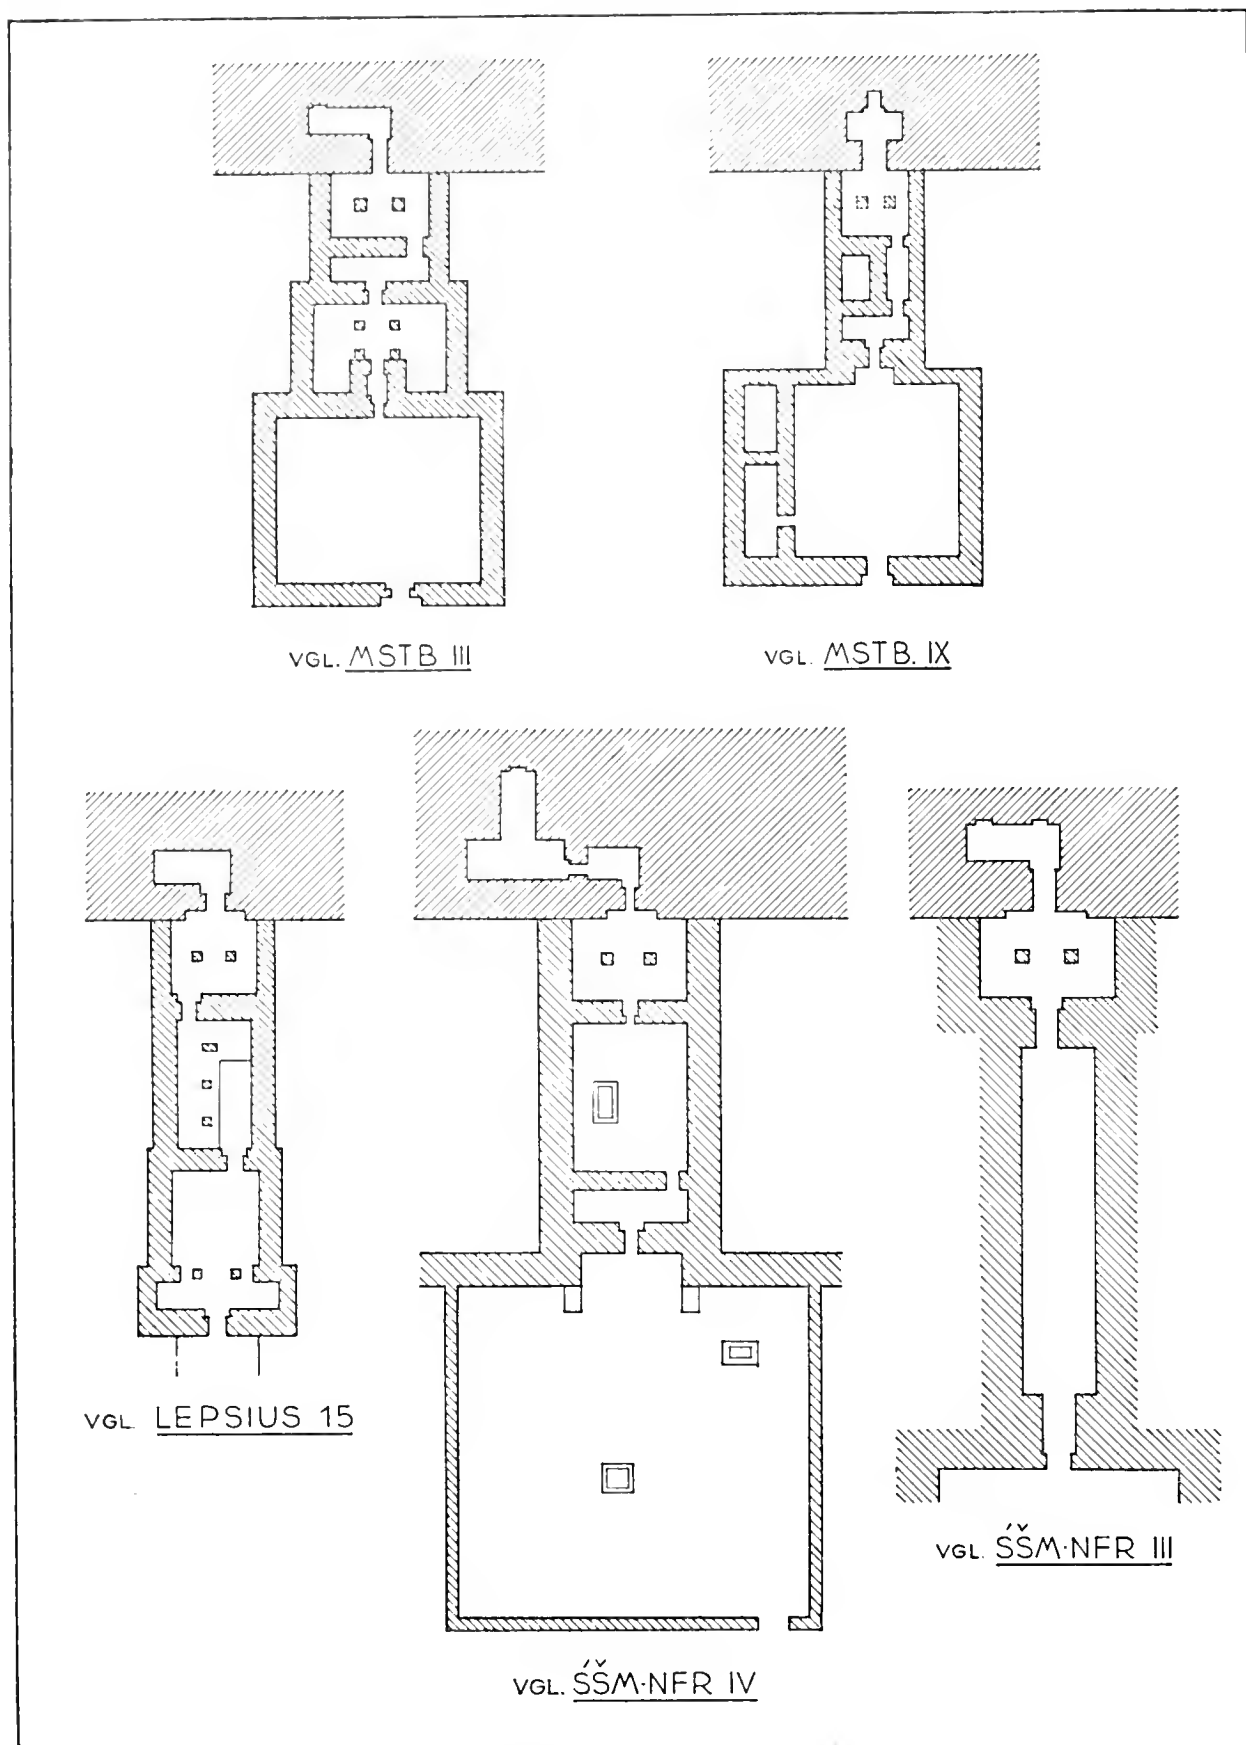 VGL. MSTB III
VGL. MSTB. IX
VGL. LEPSIUS 15
VGL. ŚŠM·NFR III
VGL. ŚŠM·NFR IV